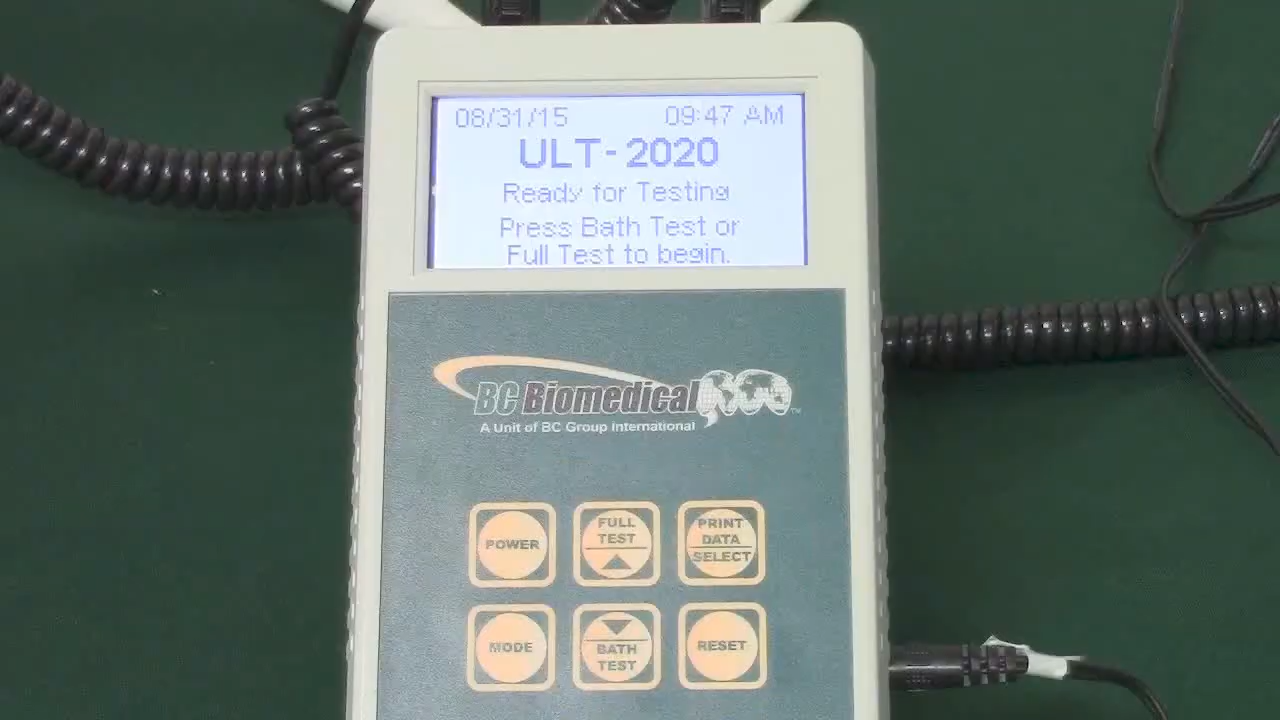 08/31/15 09:47 AM
ULT-2020
Ready for Testing
Press Bath Test or
Full Test to begin.
BC Biomedical™
A Unit of BC Group International
POWER
FULL
TEST
PRINT
DATA
SELECT
MODE
BATH
TEST
RESET